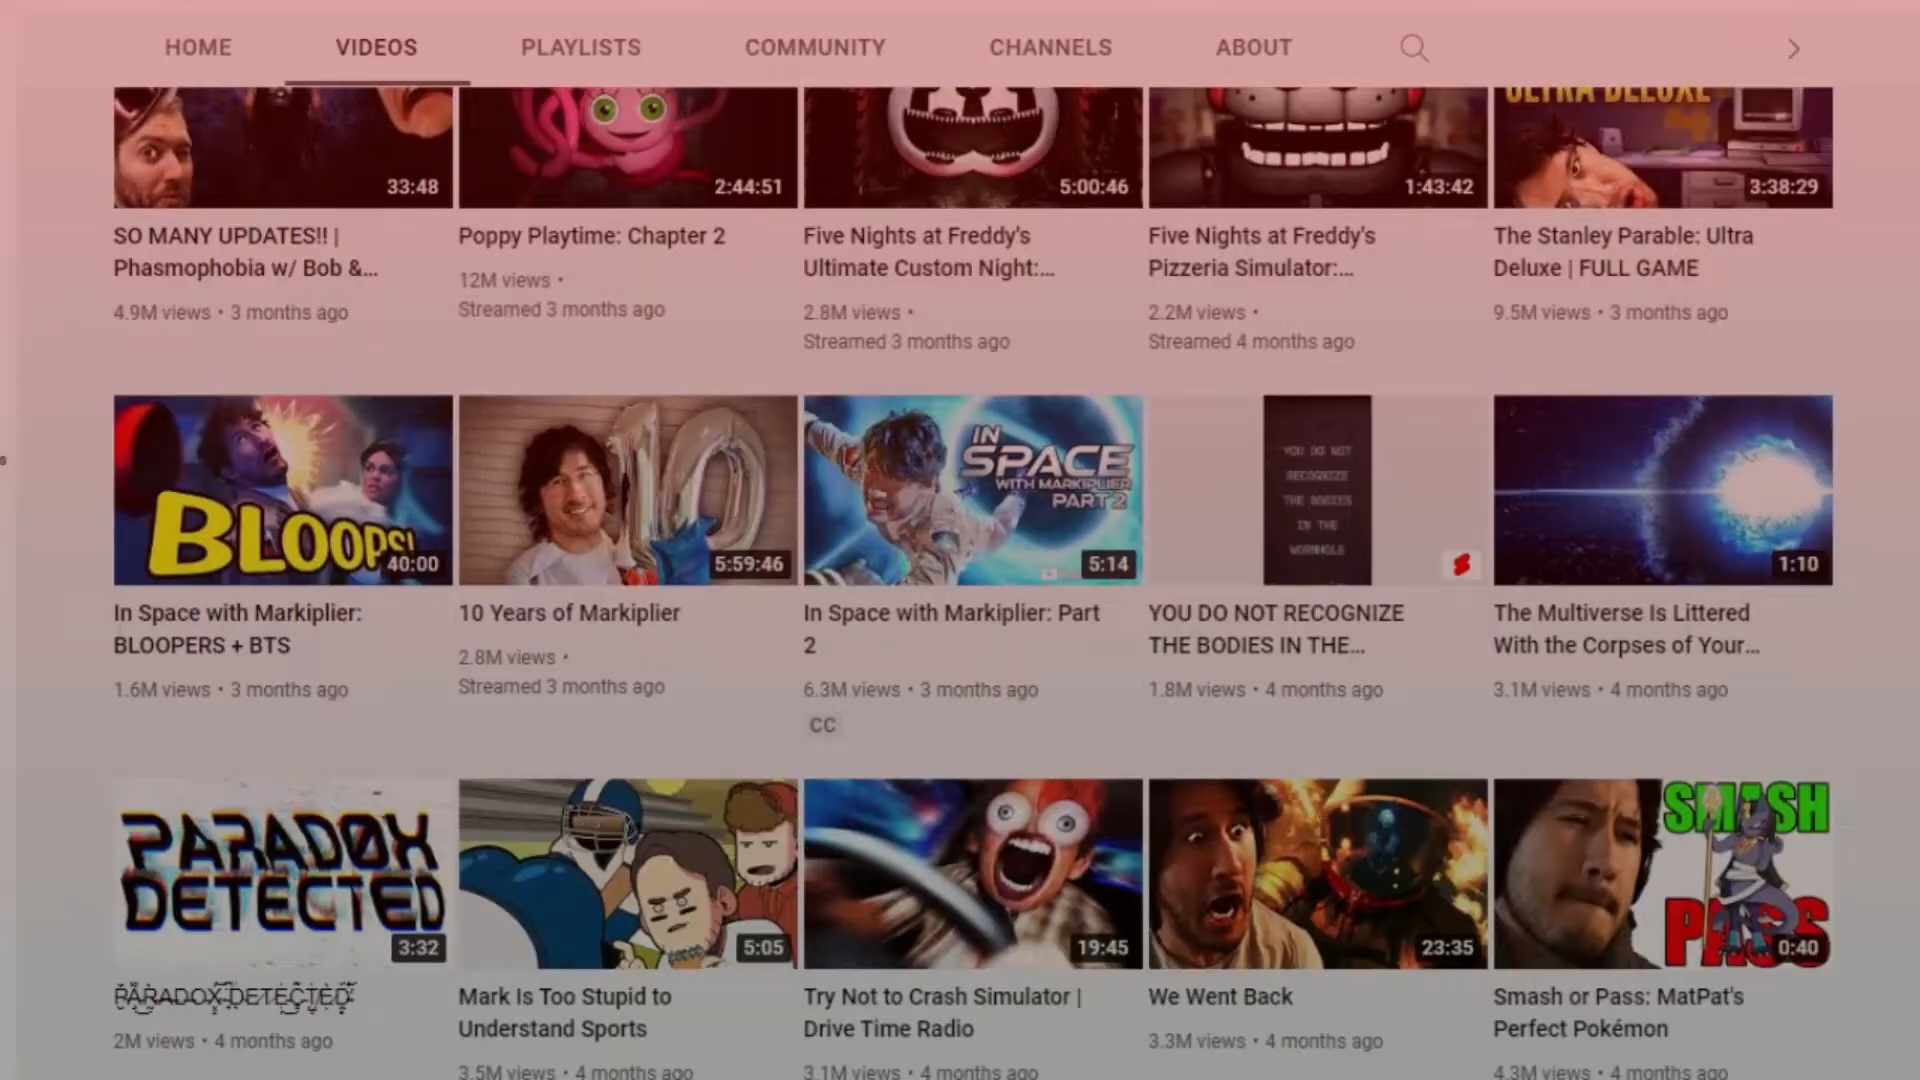 HOME VIDEOS PLAYLISTS COMMUNITY CHANNELS ABOUT
ULTRA DELUXE
4
33:48 2:44:51 5:00:46 1:43:42 3:38:29
SO MANY UPDATES!! |
Phasmophobia w/ Bob &...
4.9M views • 3 months ago
Poppy Playtime: Chapter 2
12M views •
Streamed 3 months ago
Five Nights at Freddy's
Ultimate Custom Night:...
2.8M views •
Streamed 3 months ago
Five Nights at Freddy's
Pizzeria Simulator:...
2.2M views •
Streamed 4 months ago
The Stanley Parable: Ultra
Deluxe | FULL GAME
9.5M views • 3 months ago
BLOOPS!
40:00
In Space with Markiplier:
BLOOPERS + BTS
1.6M views • 3 months ago
10
5:59:46
10 Years of Markiplier
2.8M views •
Streamed 3 months ago
IN
SPACE
WITH MARKIPLIER
PART 2
5:14
In Space with Markiplier: Part
2
6.3M views • 3 months ago
CC
YOU DO NOT
RECOGNIZE
THE BODIES
IN THE
WORMHOLE
YOU DO NOT RECOGNIZE
THE BODIES IN THE...
1.8M views • 4 months ago
1:10
The Multiverse Is Littered
With the Corpses of Your...
3.1M views • 4 months ago
PARADOX
DETECTED
3:32
PARADOX DETECTED
2M views • 4 months ago
5:05
Mark Is Too Stupid to
Understand Sports
3.5M views • 4 months ago
19:45
Try Not to Crash Simulator |
Drive Time Radio
3.1M views • 4 months ago
23:35
We Went Back
3.3M views • 4 months ago
SMASH
PASS
0:40
Smash or Pass: MatPat's
Perfect Pokémon
4.3M views • 4 months ago